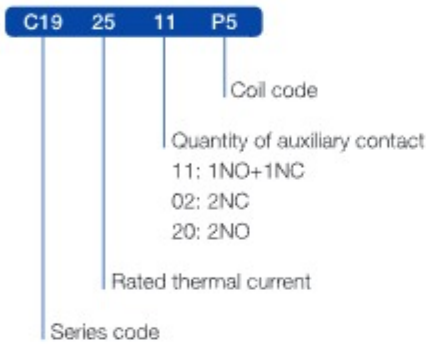 C19 25 11 P5
Coil code
Quantity of auxiliary contact
11: 1NO+1NC
02: 2NC
20: 2NO
Rated thermal current
Series code